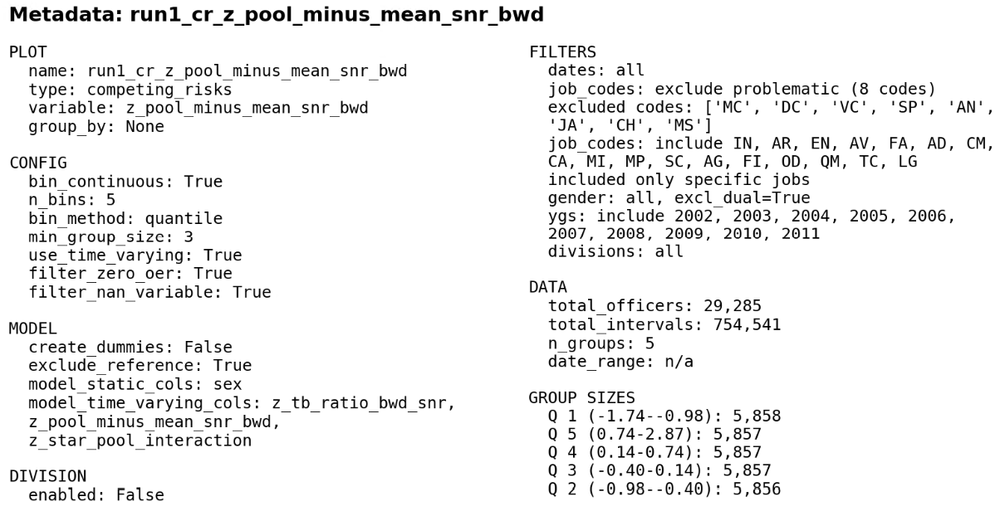 Metadata: run1_cr_z_pool_minus_mean_snr_bwd
PLOT
name: run1_cr_z_pool_minus_mean_snr_bwd
type: competing_risks
variable: z_pool_minus_mean_snr_bwd
group_by: None
CONFIG
bin_continuous: True
n_bins: 5
bin_method: quantile
min_group_size: 3
use_time_varying: True
filter_zero_oer: True
filter_nan_variable: True
MODEL
create_dummies: False
exclude_reference: True
model_static_cols: sex
model_time_varying_cols: z_tb_ratio_bwd_snr,
z_pool_minus_mean_snr_bwd,
z_star_pool_interaction
DIVISION
enabled: False
FILTERS
dates: all
job_codes: exclude problematic (8 codes)
excluded codes: ['MC', 'DC', 'VC', 'SP', 'AN',
'JA', 'CH', 'MS']
job_codes: include IN, AR, EN, AV, FA, AD, CM,
CA, MI, MP, SC, AG, FI, OD, QM, TC, LG
included only specific jobs
gender: all, excl_dual=True
ygs: include 2002, 2003, 2004, 2005, 2006,
2007, 2008, 2009, 2010, 2011
divisions: all
DATA
total_officers: 29,285
total_intervals: 754,541
n_groups: 5
date_range: n/a
GROUP SIZES
Q 1 (-1.74--0.98): 5,858
Q 5 (0.74-2.87): 5,857
Q 4 (0.14-0.74): 5,857
Q 3 (-0.40-0.14): 5,857
Q 2 (-0.98--0.40): 5,856